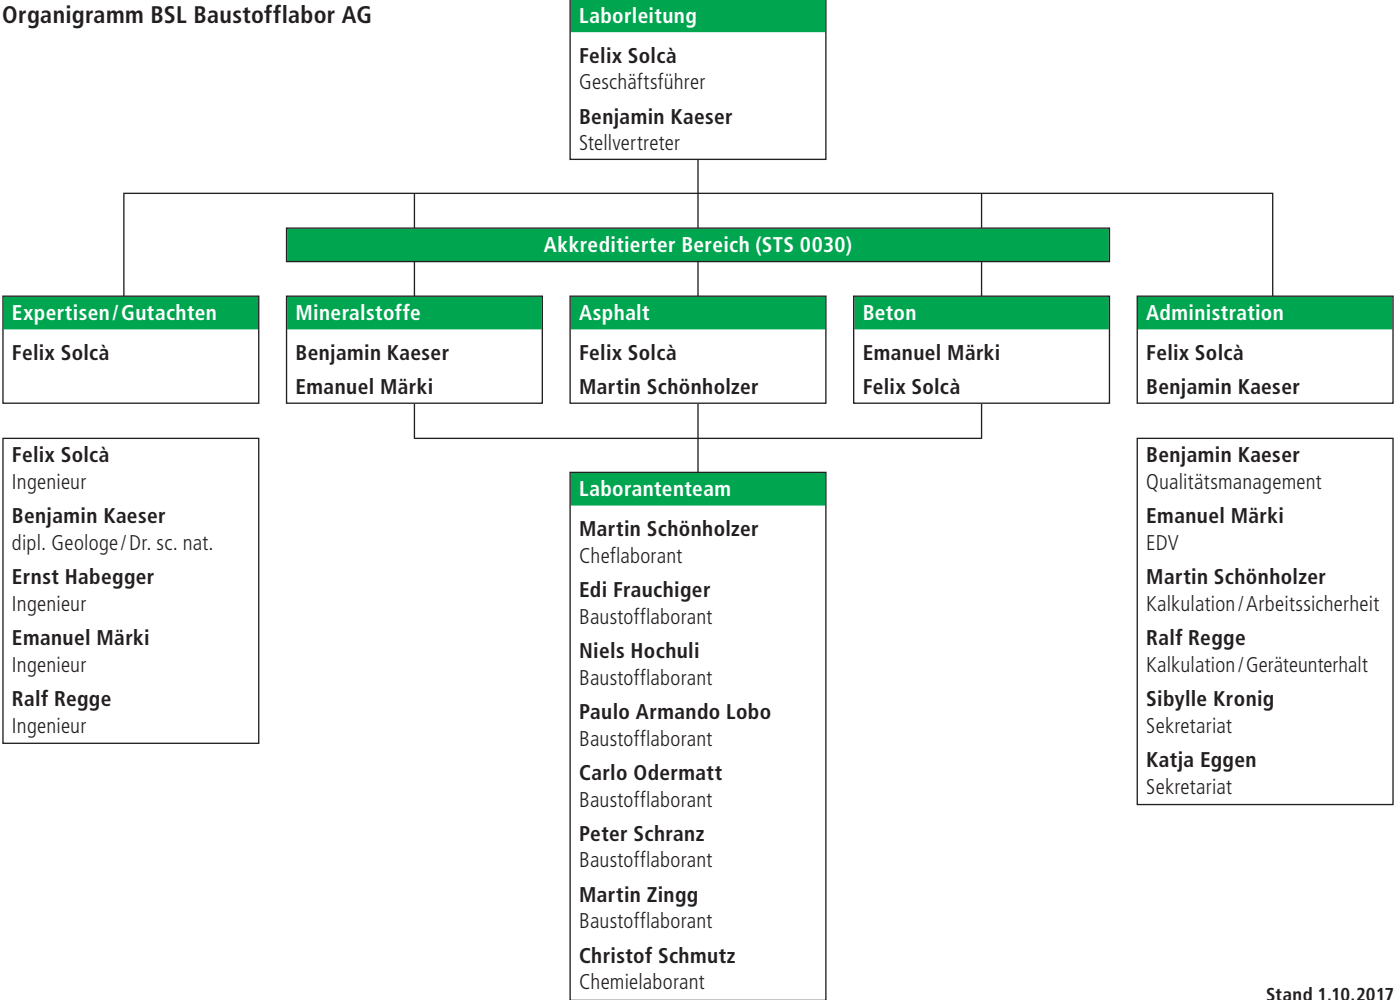 Organigramm BSL Baustofflabor AG
Laborleitung
Felix Solcà
Geschäftsführer
Benjamin Kaeser
Stellvertreter
Akkreditierter Bereich (STS 0030)
Expertisen/Gutachten
Felix Solcà
Mineralstoffe
Benjamin Kaeser
Emanuel Märki
Asphalt
Felix Solcà
Martin Schönholzer
Beton
Emanuel Märki
Felix Solcà
Administration
Felix Solcà
Benjamin Kaeser
Felix Solcà
Ingenieur
Benjamin Kaeser
dipl. Geologe/Dr. sc. nat.
Ernst Habegger
Ingenieur
Emanuel Märki
Ingenieur
Ralf Regge
Ingenieur
Laborantenteam
Martin Schönholzer
Cheflaborant
Edi Frauchiger
Baustofflaborant
Niels Hochuli
Baustofflaborant
Paulo Armando Lobo
Baustofflaborant
Carlo Odermatt
Baustofflaborant
Peter Schranz
Baustofflaborant
Martin Zingg
Baustofflaborant
Christof Schmutz
Chemielaborant
Benjamin Kaeser
Qualitätsmanagement
Emanuel Märki
EDV
Martin Schönholzer
Kalkulation/Arbeitssicherheit
Ralf Regge
Kalkulation/Geräteunterhalt
Sibylle Kronig
Sekretariat
Katja Eggen
Sekretariat
Stand 1.10.2017